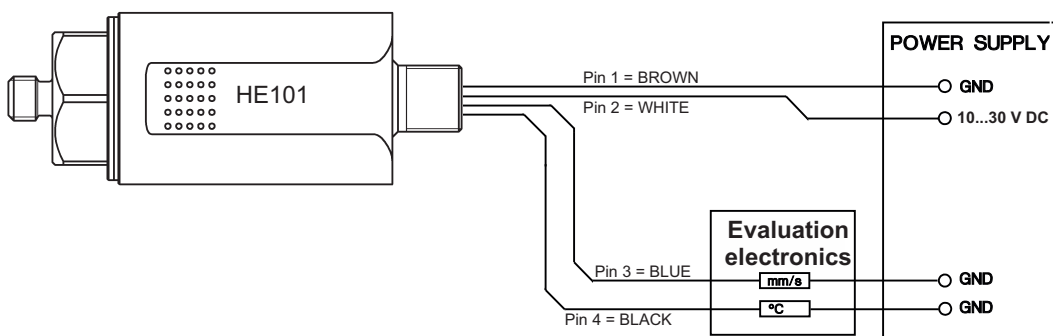 POWER SUPPLY
Pin 1 = BROWN
GND
HE101
Pin 2 = WHITE
10...30 V DC
Evaluation
electronics
Pin 3 = BLUE
mm/s
GND
°C
GND
Pin 4 = BLACK